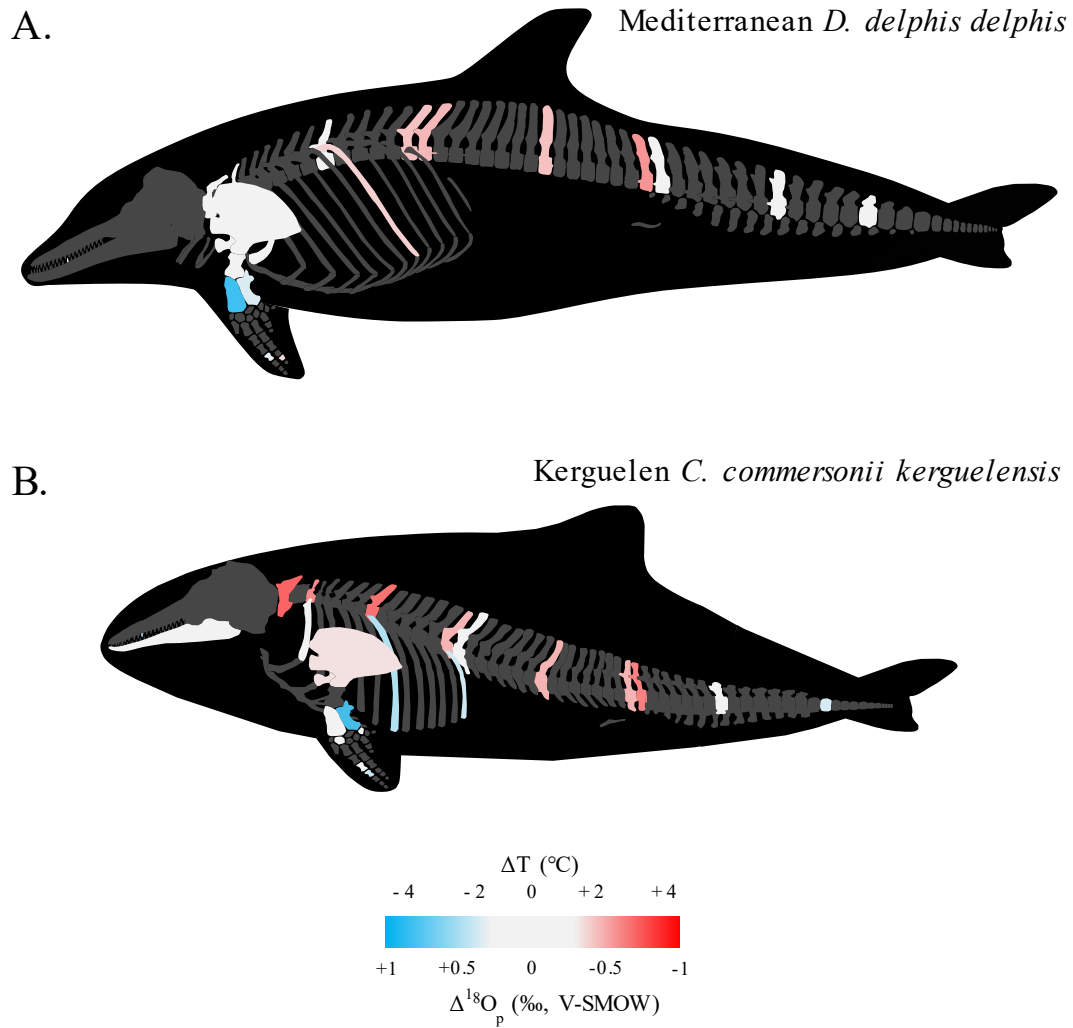 A.
Mediterranean D. delphis delphis
B.
Kerguelen C. commersonii kerguelensis
ΔT (°C)
- 4 - 2 0 + 2 + 4
+1 +0.5 0 -0.5 -1
Δ¹⁸Oₚ (‰, V-SMOW)